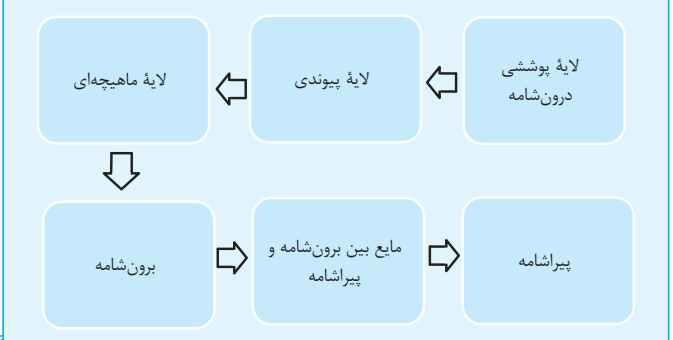 لایهٔ پوششی
درون‌شامه
لایهٔ پیوندی
لایهٔ ماهیچه‌ای
برون‌شامه
مایع بین برون‌شامه و
پیراشامه
پیراشامه